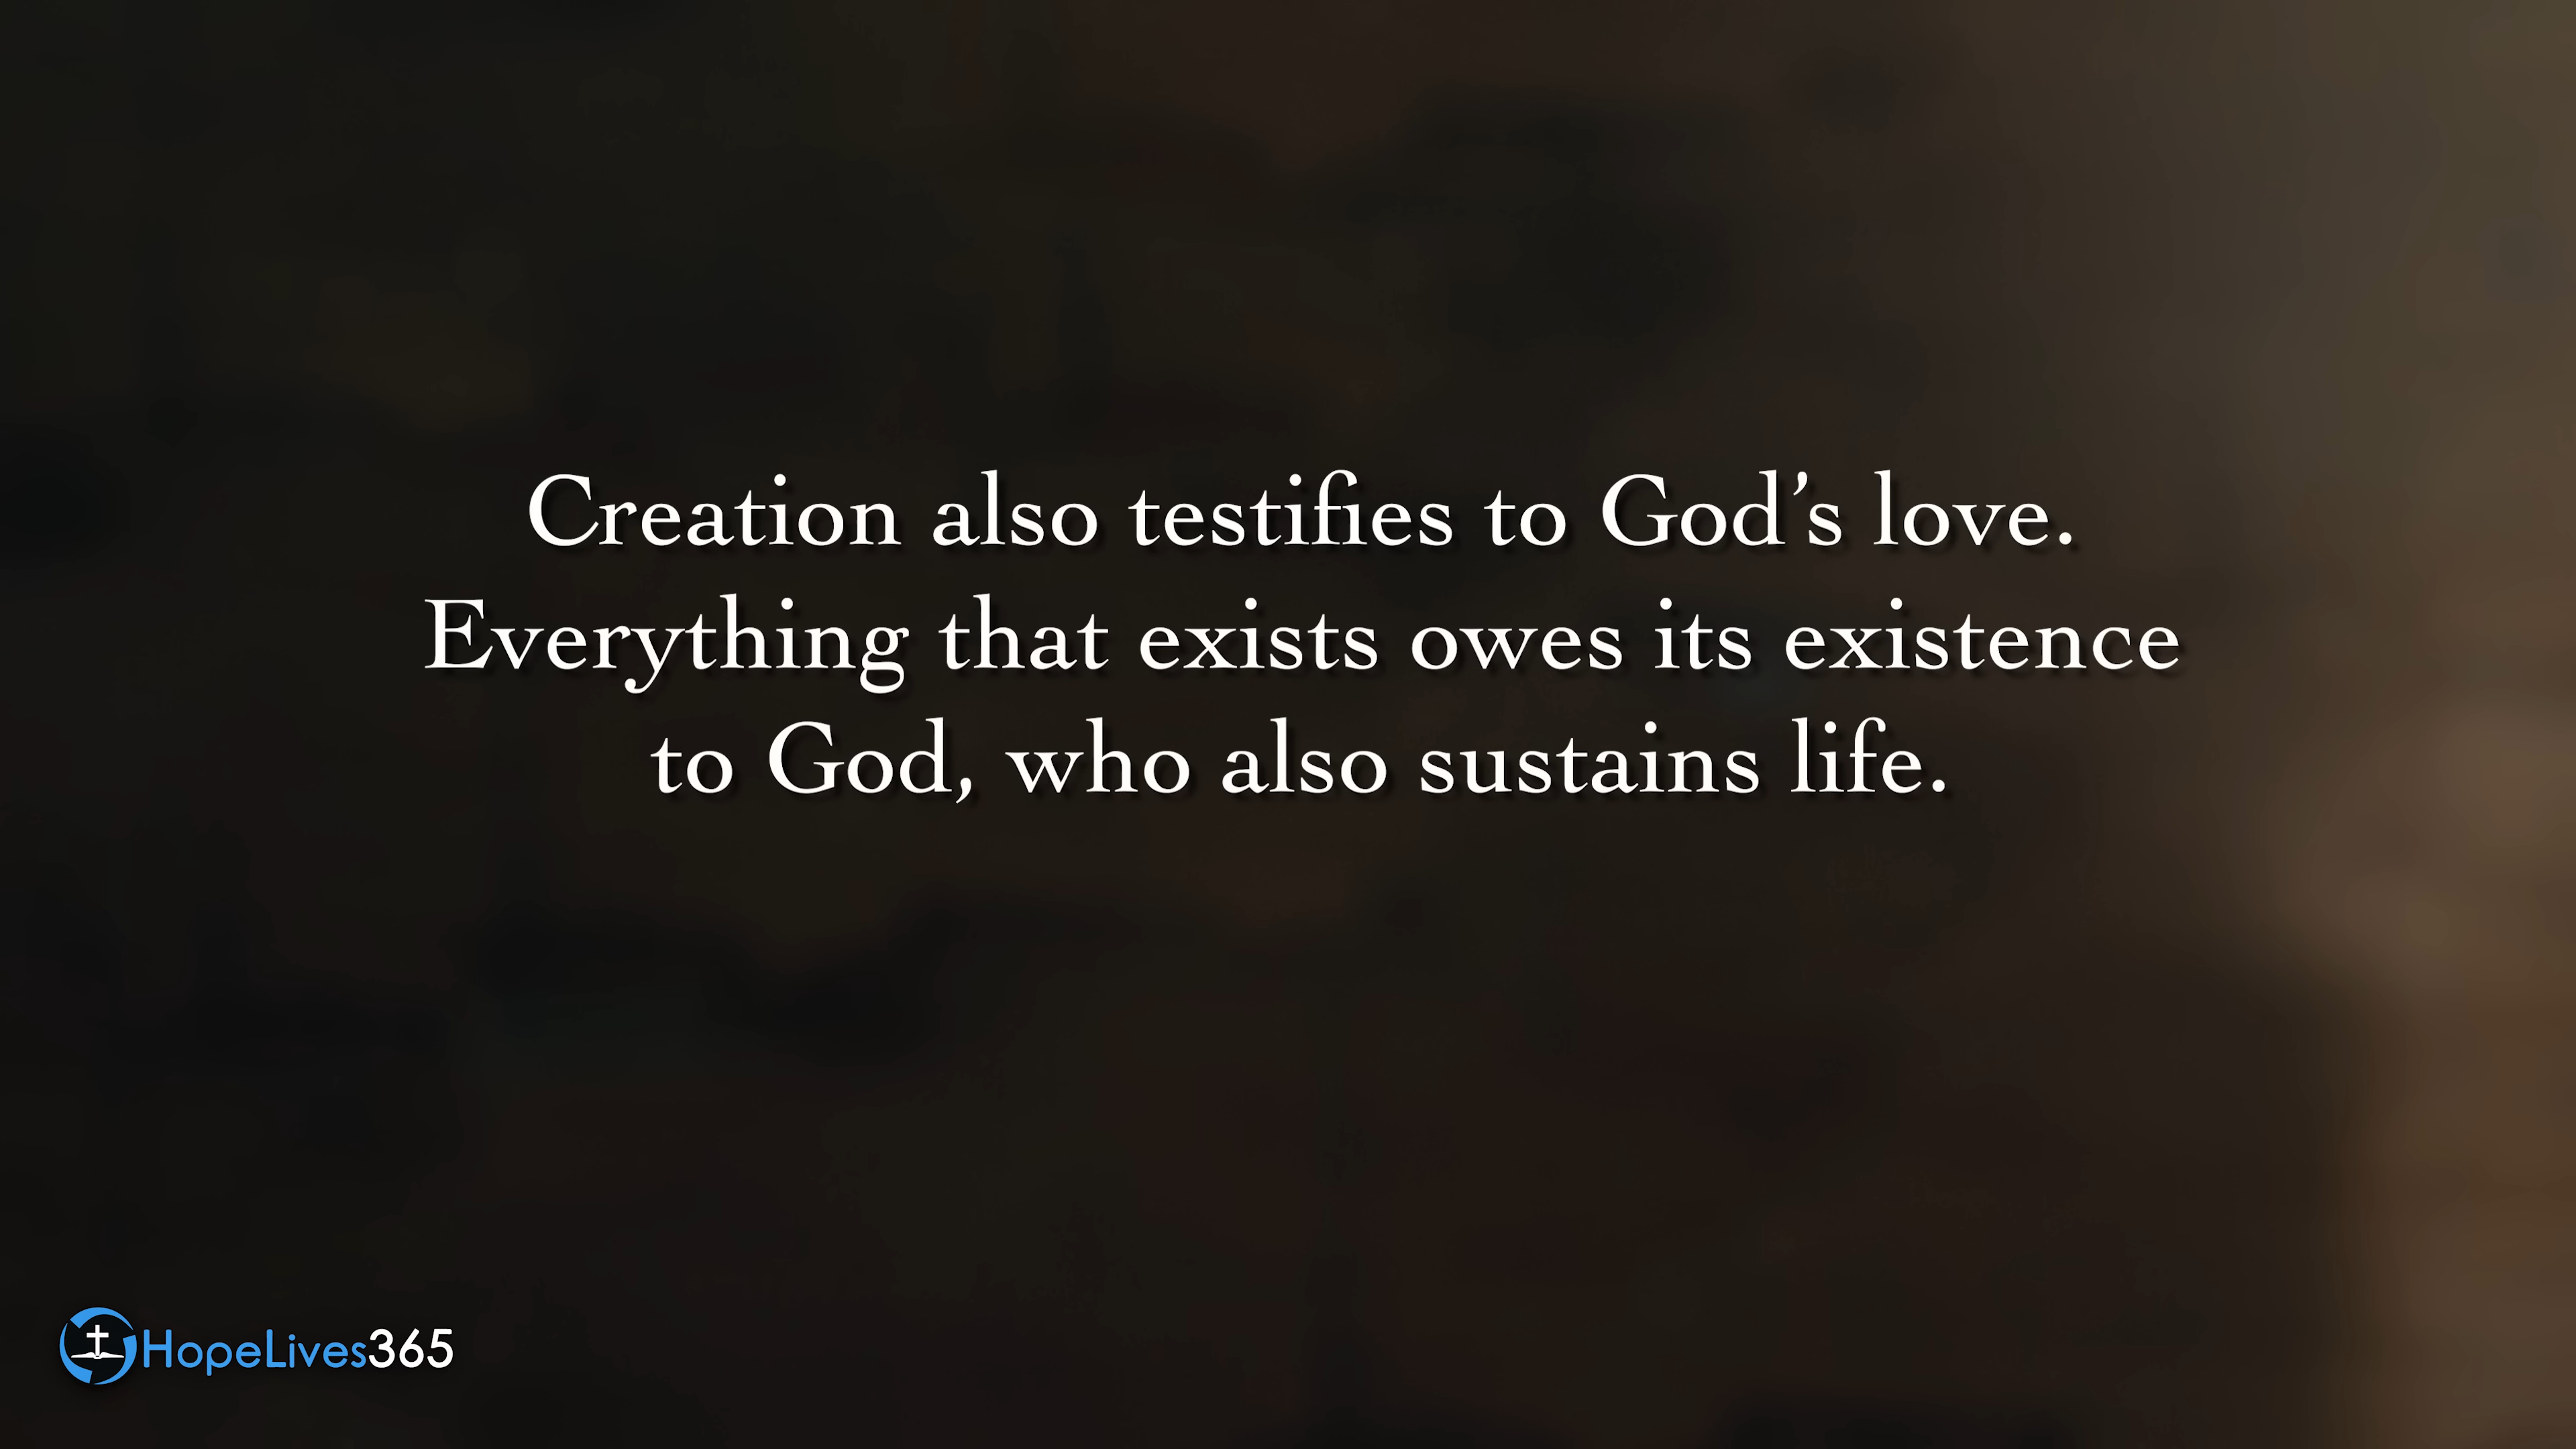 Creation also testifies to God’s love.
Everything that exists owes its existence
to God, who also sustains life.
HopeLives365